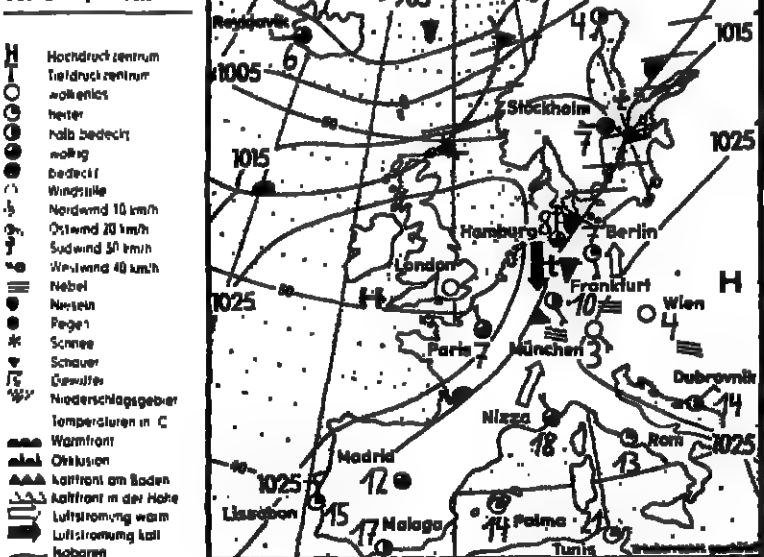 H Hochdruckzentrum
T Tiefdruckzentrum
wolkenlos
heiter
halb bedeckt
wolkig
bedeckt
Windstille
Nordwind 10 km/h
Ostwind 20 km/h
Südwind 50 km/h
Westwind 40 km/h
Nebel
Nieseln
Regen
Schnee
Schauer
Gewitter
Niederschlagsgebiet
Temperaturen in C
Warmfront
Okklusion
Kaltfront am Boden
Kaltfront in der Höhe
Luftströmung warm
Luftströmung kalt
Isobaren
Reykjavik
6
4
1015
1005
Stockholm
7
1025
1015
Hamburg 8
7 Berlin
London
H
Frankfurt
10
1025
Wien
4
Paris 7
München 3
Dubrovnik
14
Nizza
18
Rom
13
1025
Madrid
12
1025
Lissabon
15
17 Malaga
14 Palma
21
Tunis